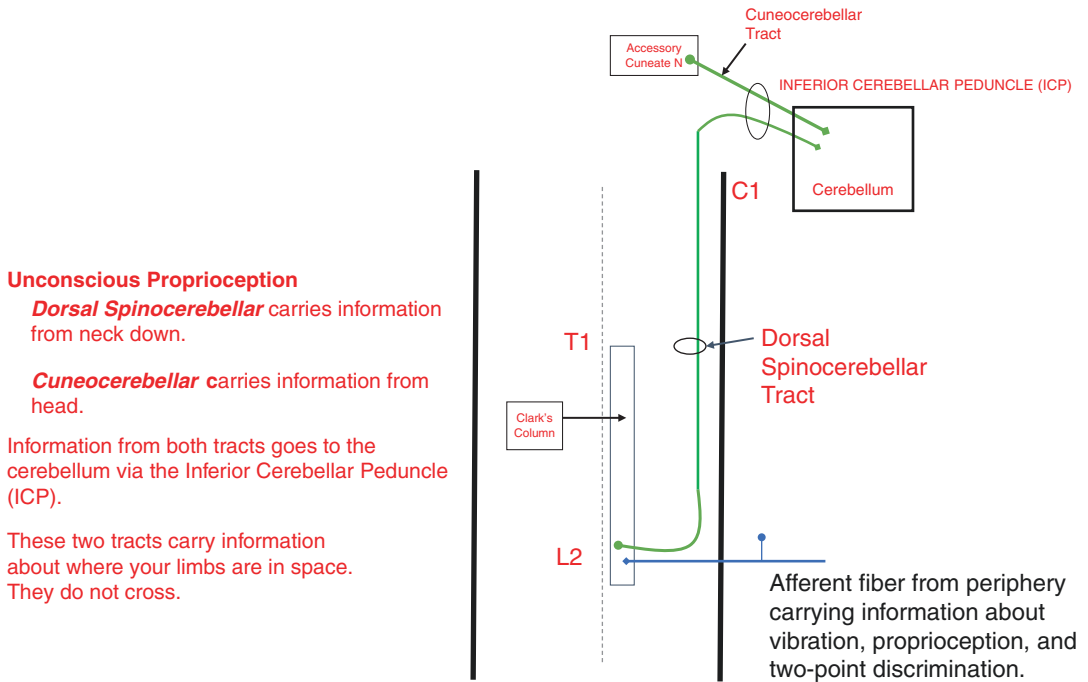 Cuneocerebellar
Tract
Accessory
Cuneate N
INFERIOR CEREBELLAR PEDUNCLE (ICP)
Cerebellum
C1
Unconscious Proprioception
Dorsal Spinocerebellar carries information
from neck down.
Cuneocerebellar carries information from
head.
Information from both tracts goes to the
cerebellum via the Inferior Cerebellar Peduncle
(ICP).
These two tracts carry information
about where your limbs are in space.
They do not cross.
T1
Clark's
Column
L2
Dorsal
Spinocerebellar
Tract
Afferent fiber from periphery
carrying information about
vibration, proprioception, and
two-point discrimination.